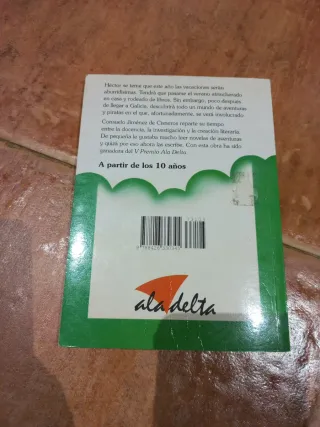 Héctor se teme que este año las vacaciones serán
aburridísimas. Tendrá que pasarse el verano
en casa y rodeado de libros. Sin embargo, poco después
de llegar a Galicia, descubrirá todo un mundo de aventuras
y piratas en el que, afortunadamente, se verá involucrado.
Consuelo Jiménez de Cisneros reparte su tiempo
entre la docencia, la investigación y la creación literaria.
De pequeña le gustaba mucho leer novelas de aventuras
y quizá por eso ahora las escribe. Con esta obra ha sido
ganadora del V Premio Ala Delta.
A partir de los 10 años
ala delta